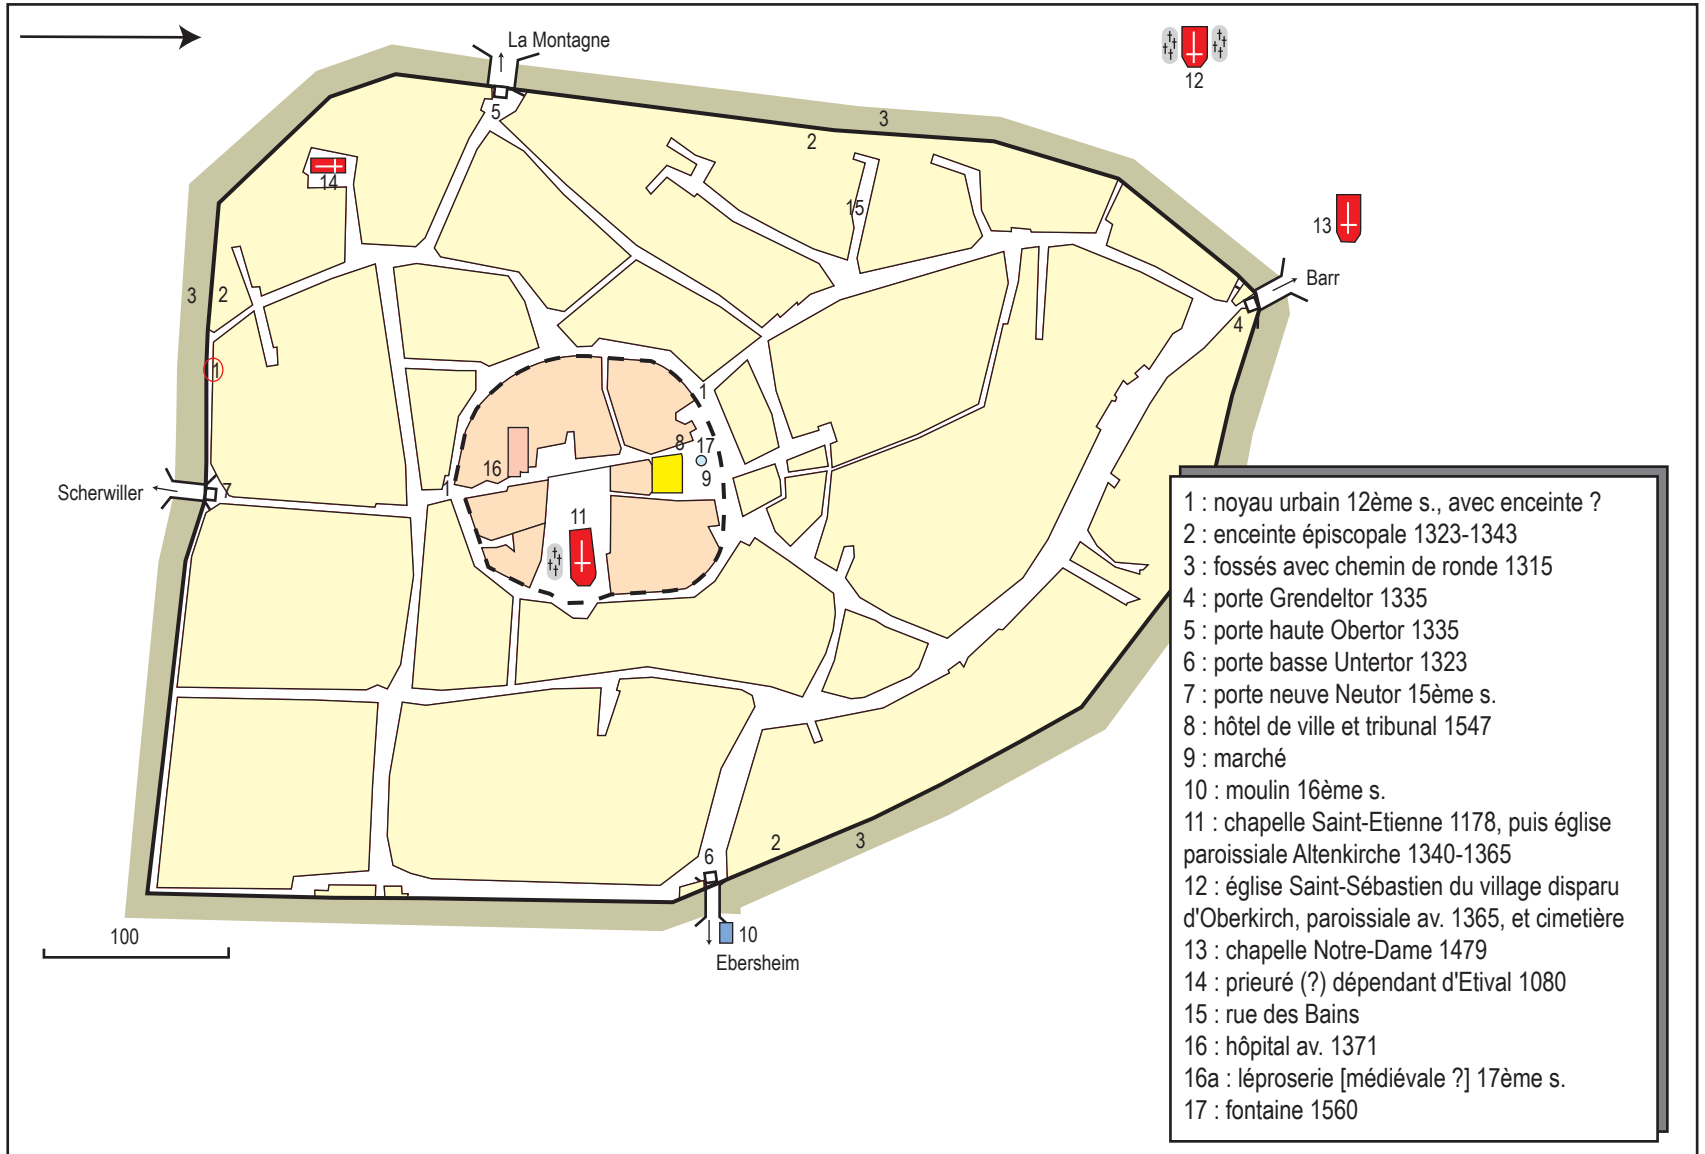 La Montagne
12
5
3
2
14
15
13
Barr
3
2
4
1
1
8
17
16
9
Scherwiller
7
1
11
6
2
3
10
Ebersheim
100
1 : noyau urbain 12ème s., avec enceinte ?
2 : enceinte épiscopale 1323-1343
3 : fossés avec chemin de ronde 1315
4 : porte Grendeltor 1335
5 : porte haute Obertor 1335
6 : porte basse Untertor 1323
7 : porte neuve Neutor 15ème s.
8 : hôtel de ville et tribunal 1547
9 : marché
10 : moulin 16ème s.
11 : chapelle Saint-Etienne 1178, puis église
paroissiale Altenkirche 1340-1365
12 : église Saint-Sébastien du village disparu
d'Oberkirch, paroissiale av. 1365, et cimetière
13 : chapelle Notre-Dame 1479
14 : prieuré (?) dépendant d'Etival 1080
15 : rue des Bains
16 : hôpital av. 1371
16a : léproserie [médiévale ?] 17ème s.
17 : fontaine 1560